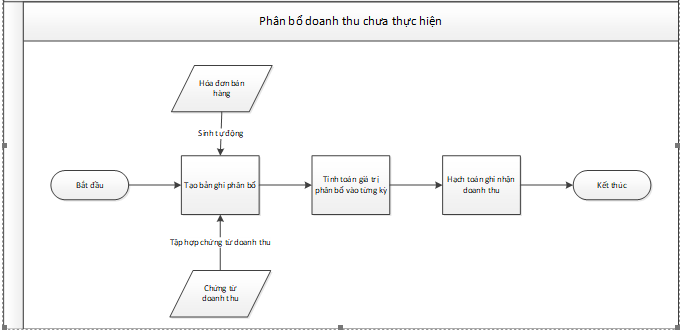 Phân bổ doanh thu chưa thực hiện
Hóa đơn bán
hàng
Sinh tự động
Bắt đầu
Tạo bản ghi phân bổ
Tính toán giá trị
phân bổ vào từng kỳ
Hạch toán ghi nhận
doanh thu
Kết thúc
Tập hợp chứng từ doanh thu
Chứng từ
doanh thu